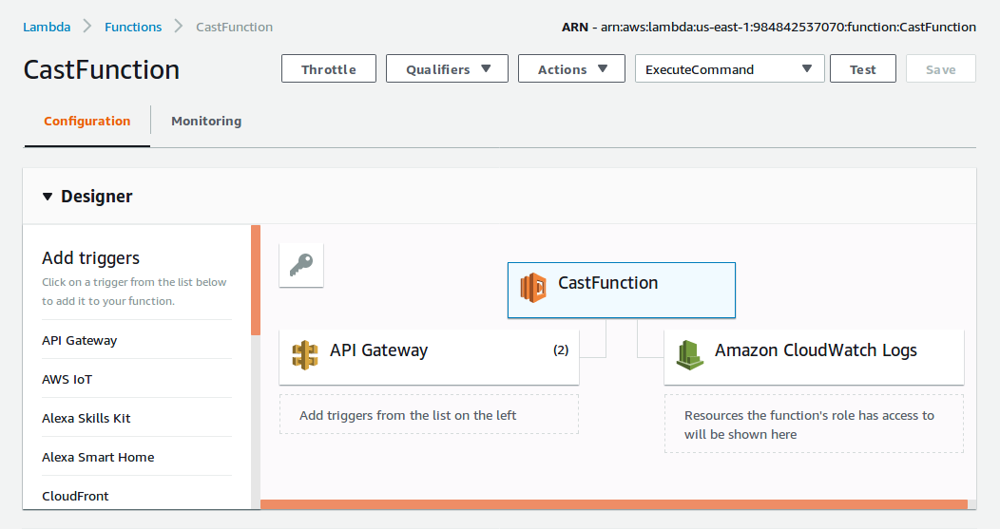 Lambda > Functions > CastFunction
ARN - arn:aws:lambda:us-east-1:984842537070:function:CastFunction
CastFunction
Throttle
Qualifiers
Actions
ExecuteCommand
Test
Save
Configuration
Monitoring
Designer
Add triggers
Click on a trigger from the list below
to add it to your function.
API Gateway
AWS IoT
Alexa Skills Kit
Alexa Smart Home
CloudFront
CastFunction
API Gateway
(2)
Add triggers from the list on the left
Amazon CloudWatch Logs
Resources the function's role has access to
will be shown here